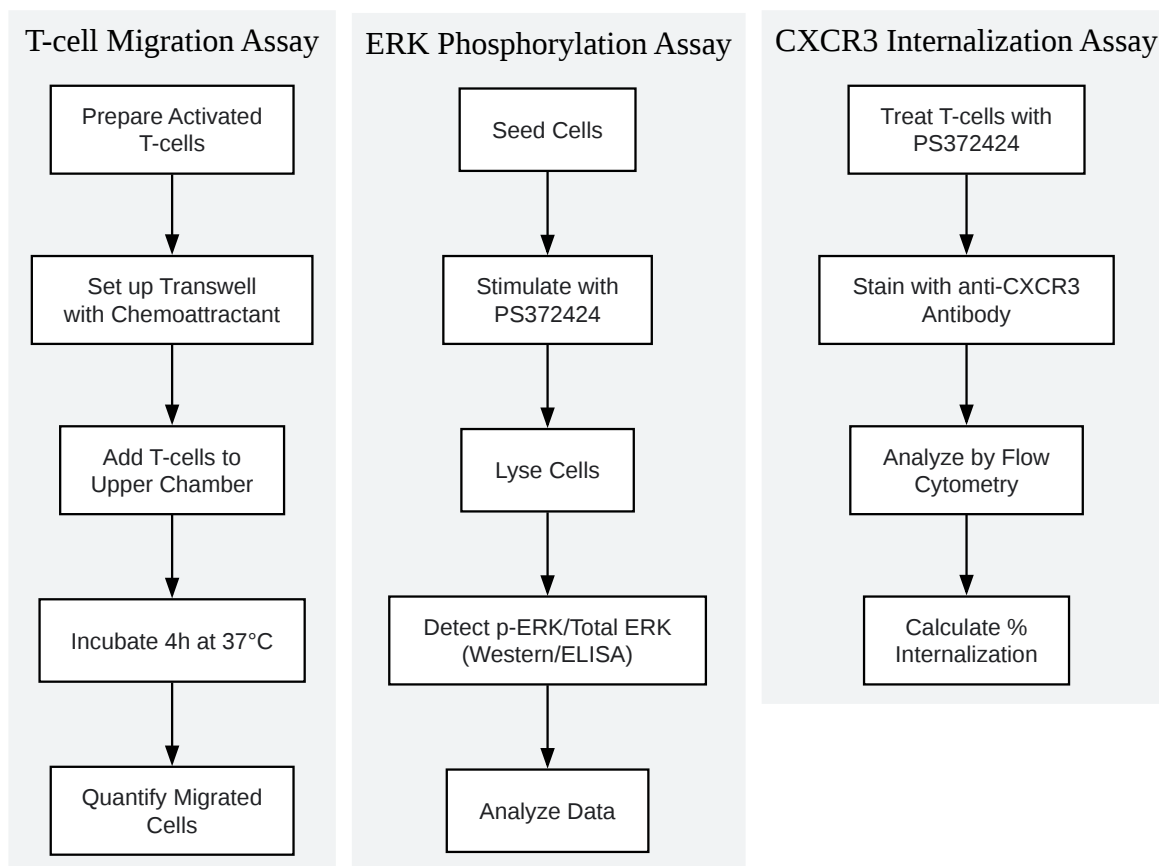 T-cell Migration Assay
Prepare Activated
T-cells
Set up Transwell
with Chemoattractant
Add T-cells to
Upper Chamber
Incubate 4h at 37°C
Quantify Migrated
Cells
ERK Phosphorylation Assay
Seed Cells
Stimulate with
PS372424
Lyse Cells
Detect p-ERK/Total ERK
(Western/ELISA)
Analyze Data
CXCR3 Internalization Assay
Treat T-cells with
PS372424
Stain with anti-CXCR3
Antibody
Analyze by Flow
Cytometry
Calculate %
Internalization